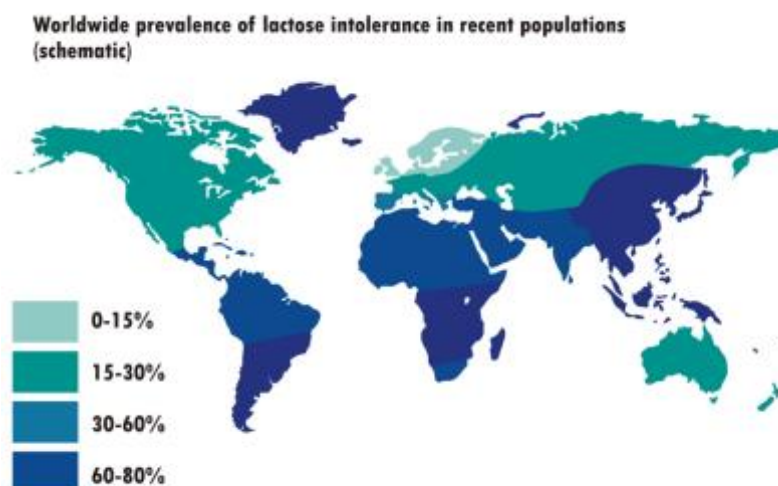 Worldwide prevalence of lactose intolerance in recent populations
(schematic)
0-15%
15-30%
30-60%
60-80%